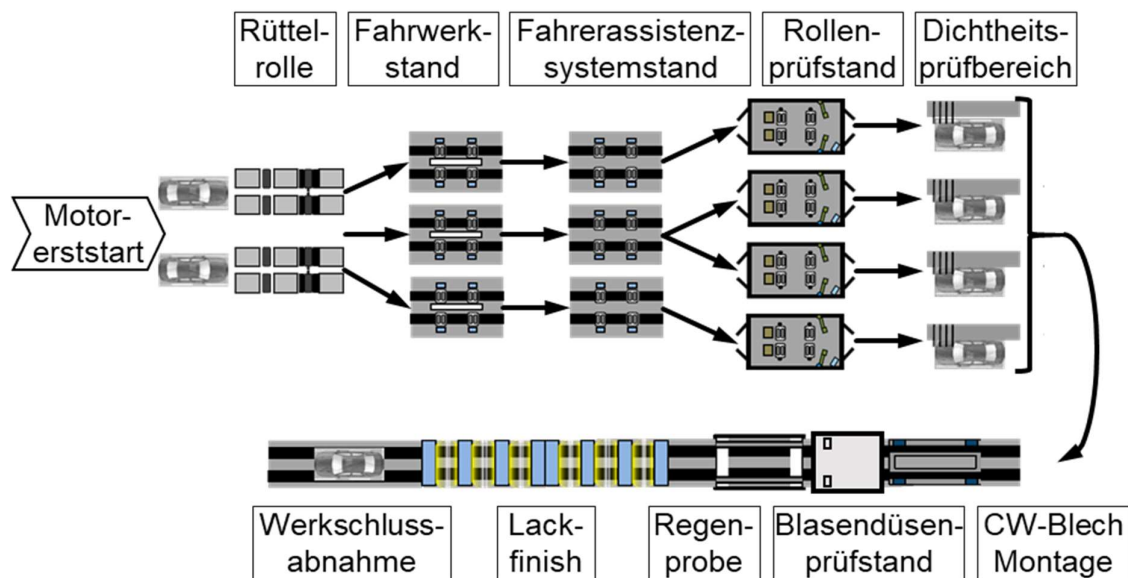 Rüttel-
rolle
Fahrwerk-
stand
Fahrerassistenz-
systemstand
Rollen-
prüfstand
Dichtheits-
prüfbereich
Motor-
erststart
Werkschluss-
abnahme
Lack-
finish
Regen-
probe
Blasendüsen-
prüfstand
CW-Blech
Montage